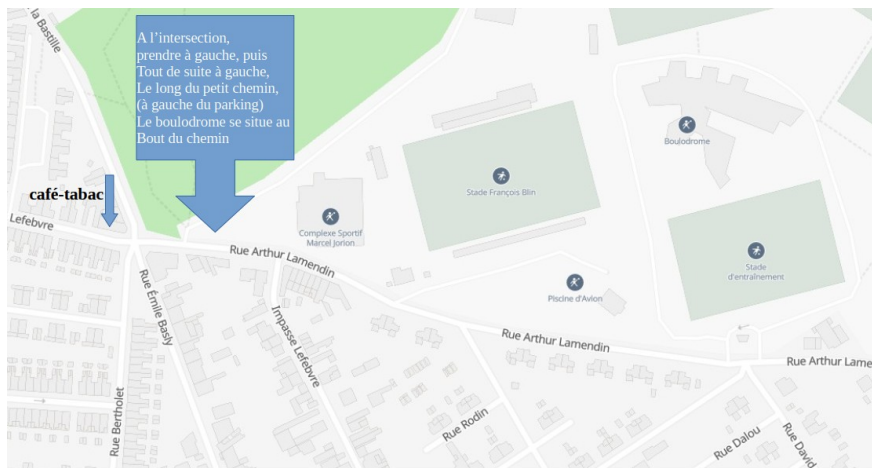 la Bastille
A l'intersection,
prendre à gauche, puis
Tout de suite à gauche,
Le long du petit chemin,
(à gauche du parking)
Le boulodrome se situe au
Bout du chemin
café-tabac
Lefebvre
Boulodrome
Stade François Blin
Complexe Sportif
Marcel Jorion
Rue Arthur Lamendin
Stade
d'entraînement
Piscine d'Avion
Rue Émile Basly
Impasse Lefebvre
Rue Arthur Lamendin
Rue Arthur Lame
Rue Bertholet
Rue Rodin
Rue Dalou
Rue David